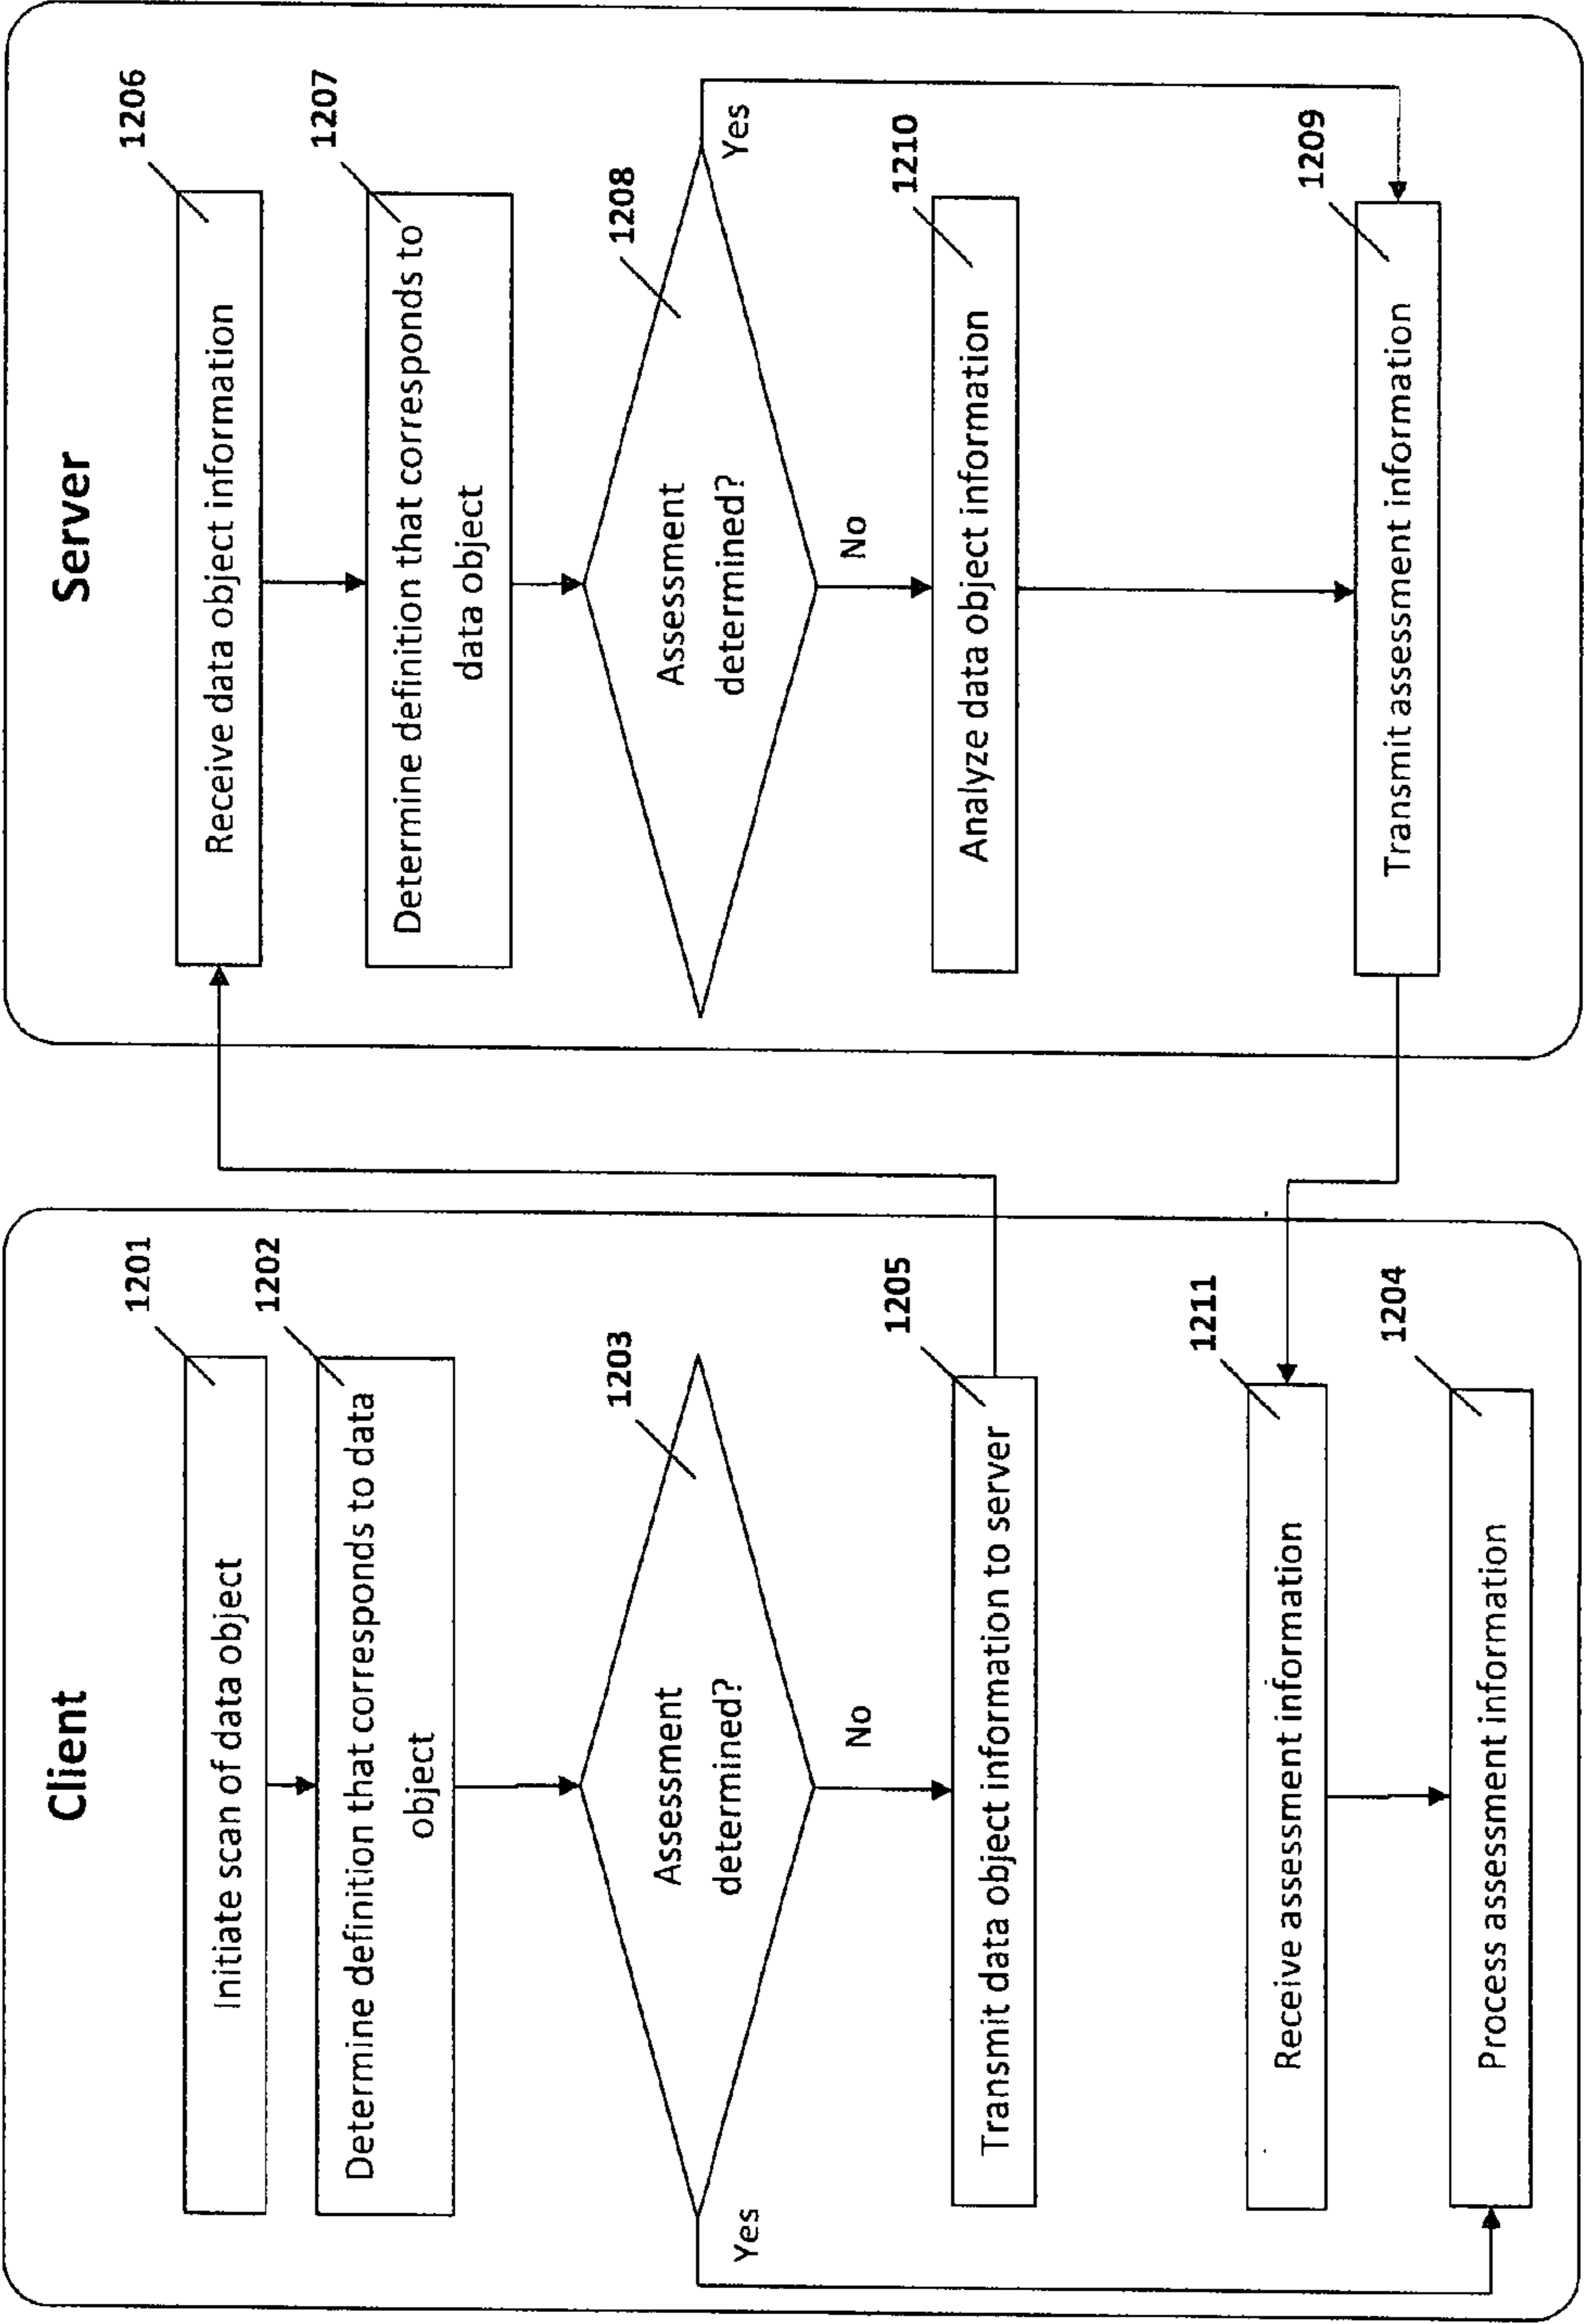 Client
1201
Initiate scan of data object
1202
Determine definition that corresponds to data
object
1203
Assessment
determined?
Yes
No
1205
Transmit data object information to server
1211
Receive assessment information
1204
Process assessment information
Server
1206
Receive data object information
1207
Determine definition that corresponds to
data object
1208
Assessment
determined?
Yes
No
1210
Analyze data object information
1209
Transmit assessment information